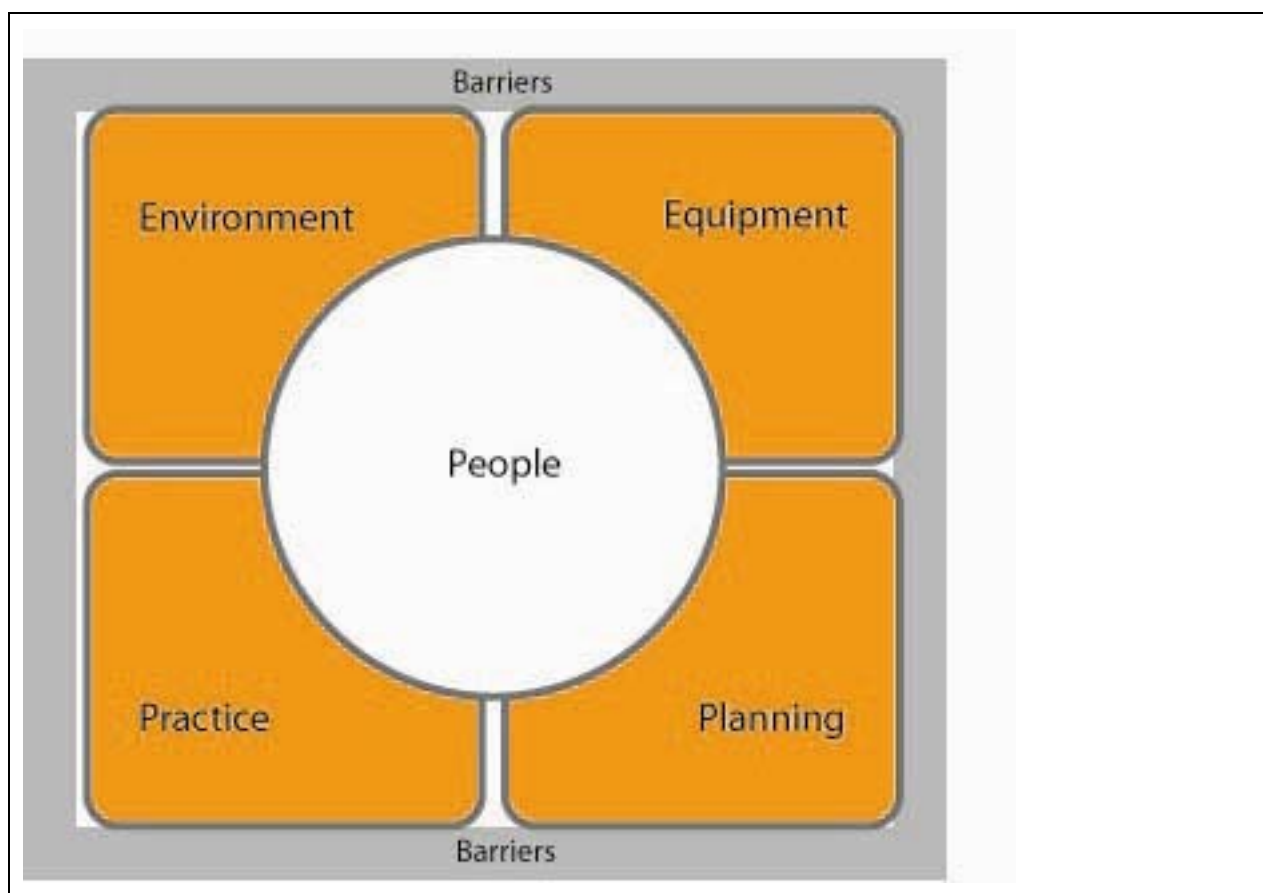 Barriers
Environment
Equipment
People
Practice
Planning
Barriers